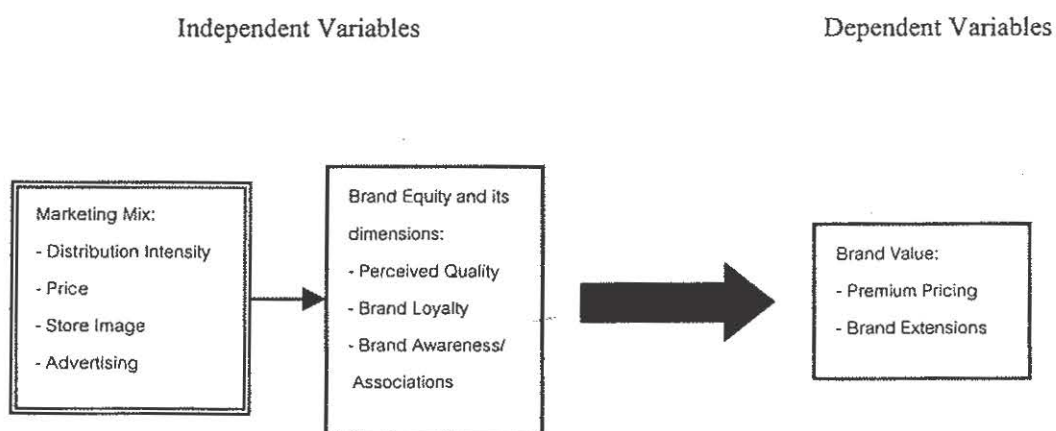 Independent Variables
Dependent Variables
Marketing Mix:
- Distribution Intensity
- Price
- Store Image
- Advertising
Brand Equity and its
dimensions:
- Perceived Quality
- Brand Loyalty
- Brand Awareness/
Associations
Brand Value:
- Premium Pricing
- Brand Extensions